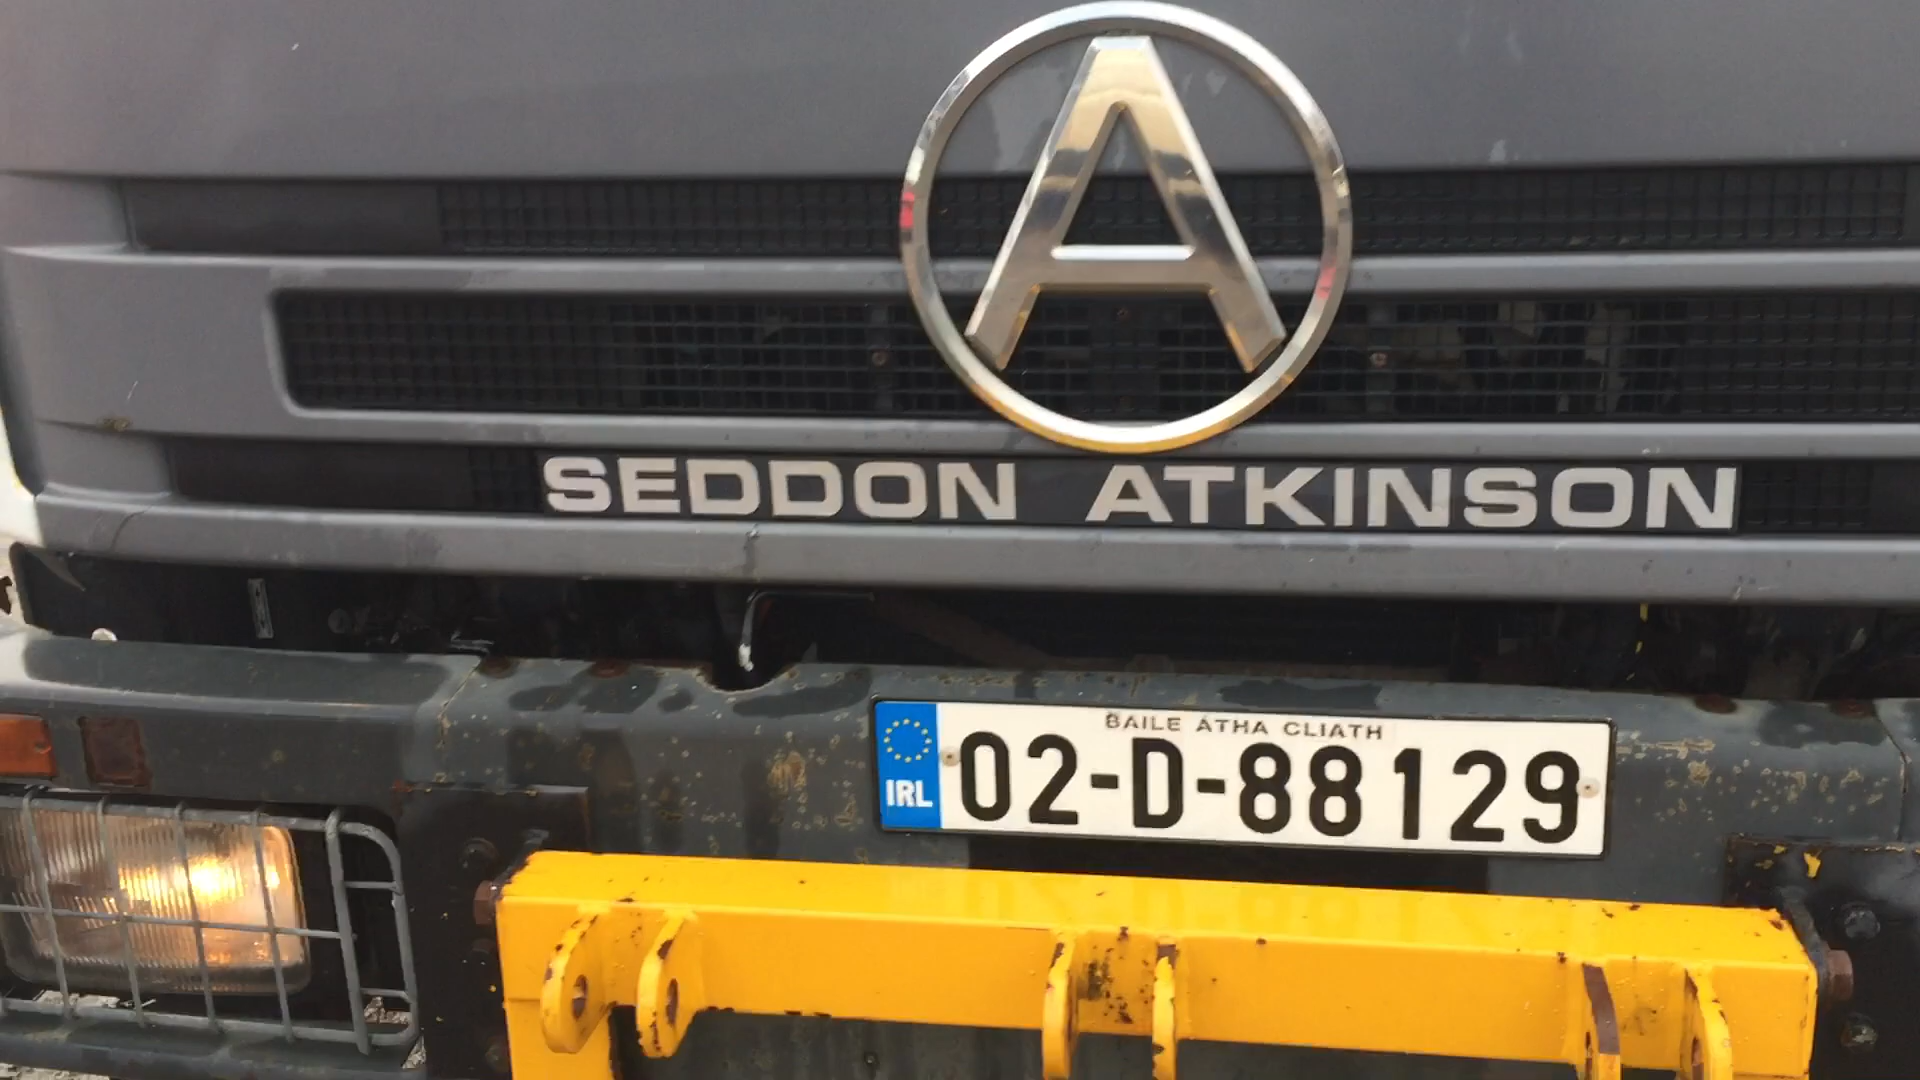 A
SEDDON ATKINSON
BAILE ÁTHA CLIATH
IRL
02-D-88129